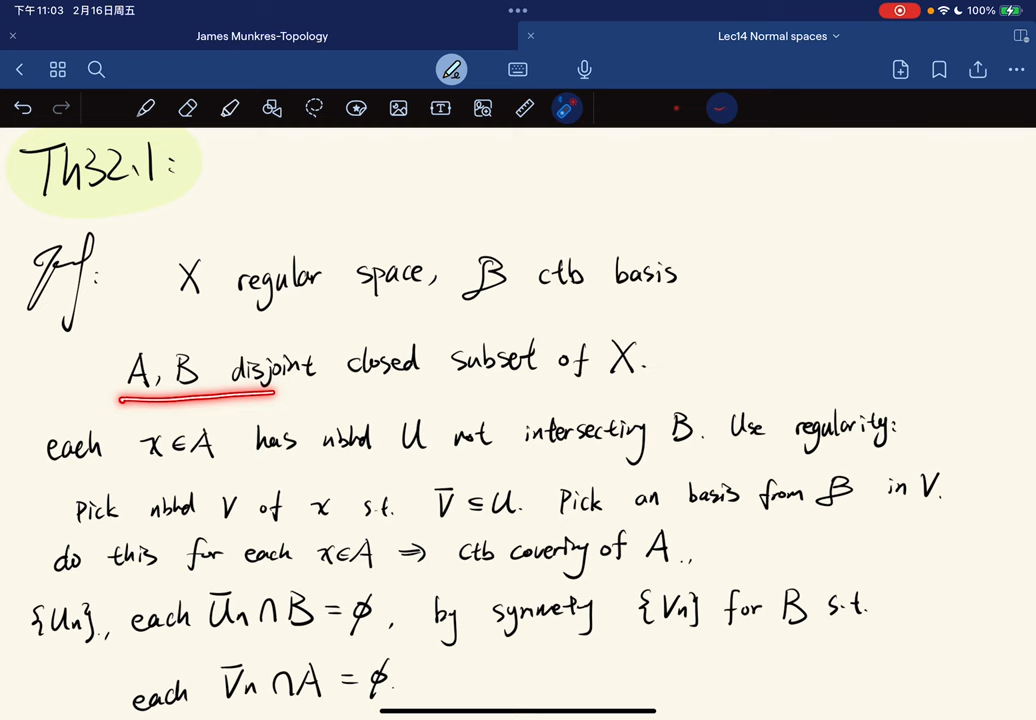 下午11:03 2月16日周五
100%
James Munkres-Topology
Lec14 Normal spaces
Th32.1:
X regular space, B ctb basis
A, B disjoint closed subset of X.
each x∈A has nbhd U not intersecting B. Use regularity:
Pick nbhd V of x s.t. V̄ ⊆ U. Pick an basis from B in V.
do this for each x∈A ⇒ ctb covering of A.,
{Un}, each Ūn ∩ B = ∅, by symmety {Vn} for B s.t.
each V̄n ∩ A = ∅.